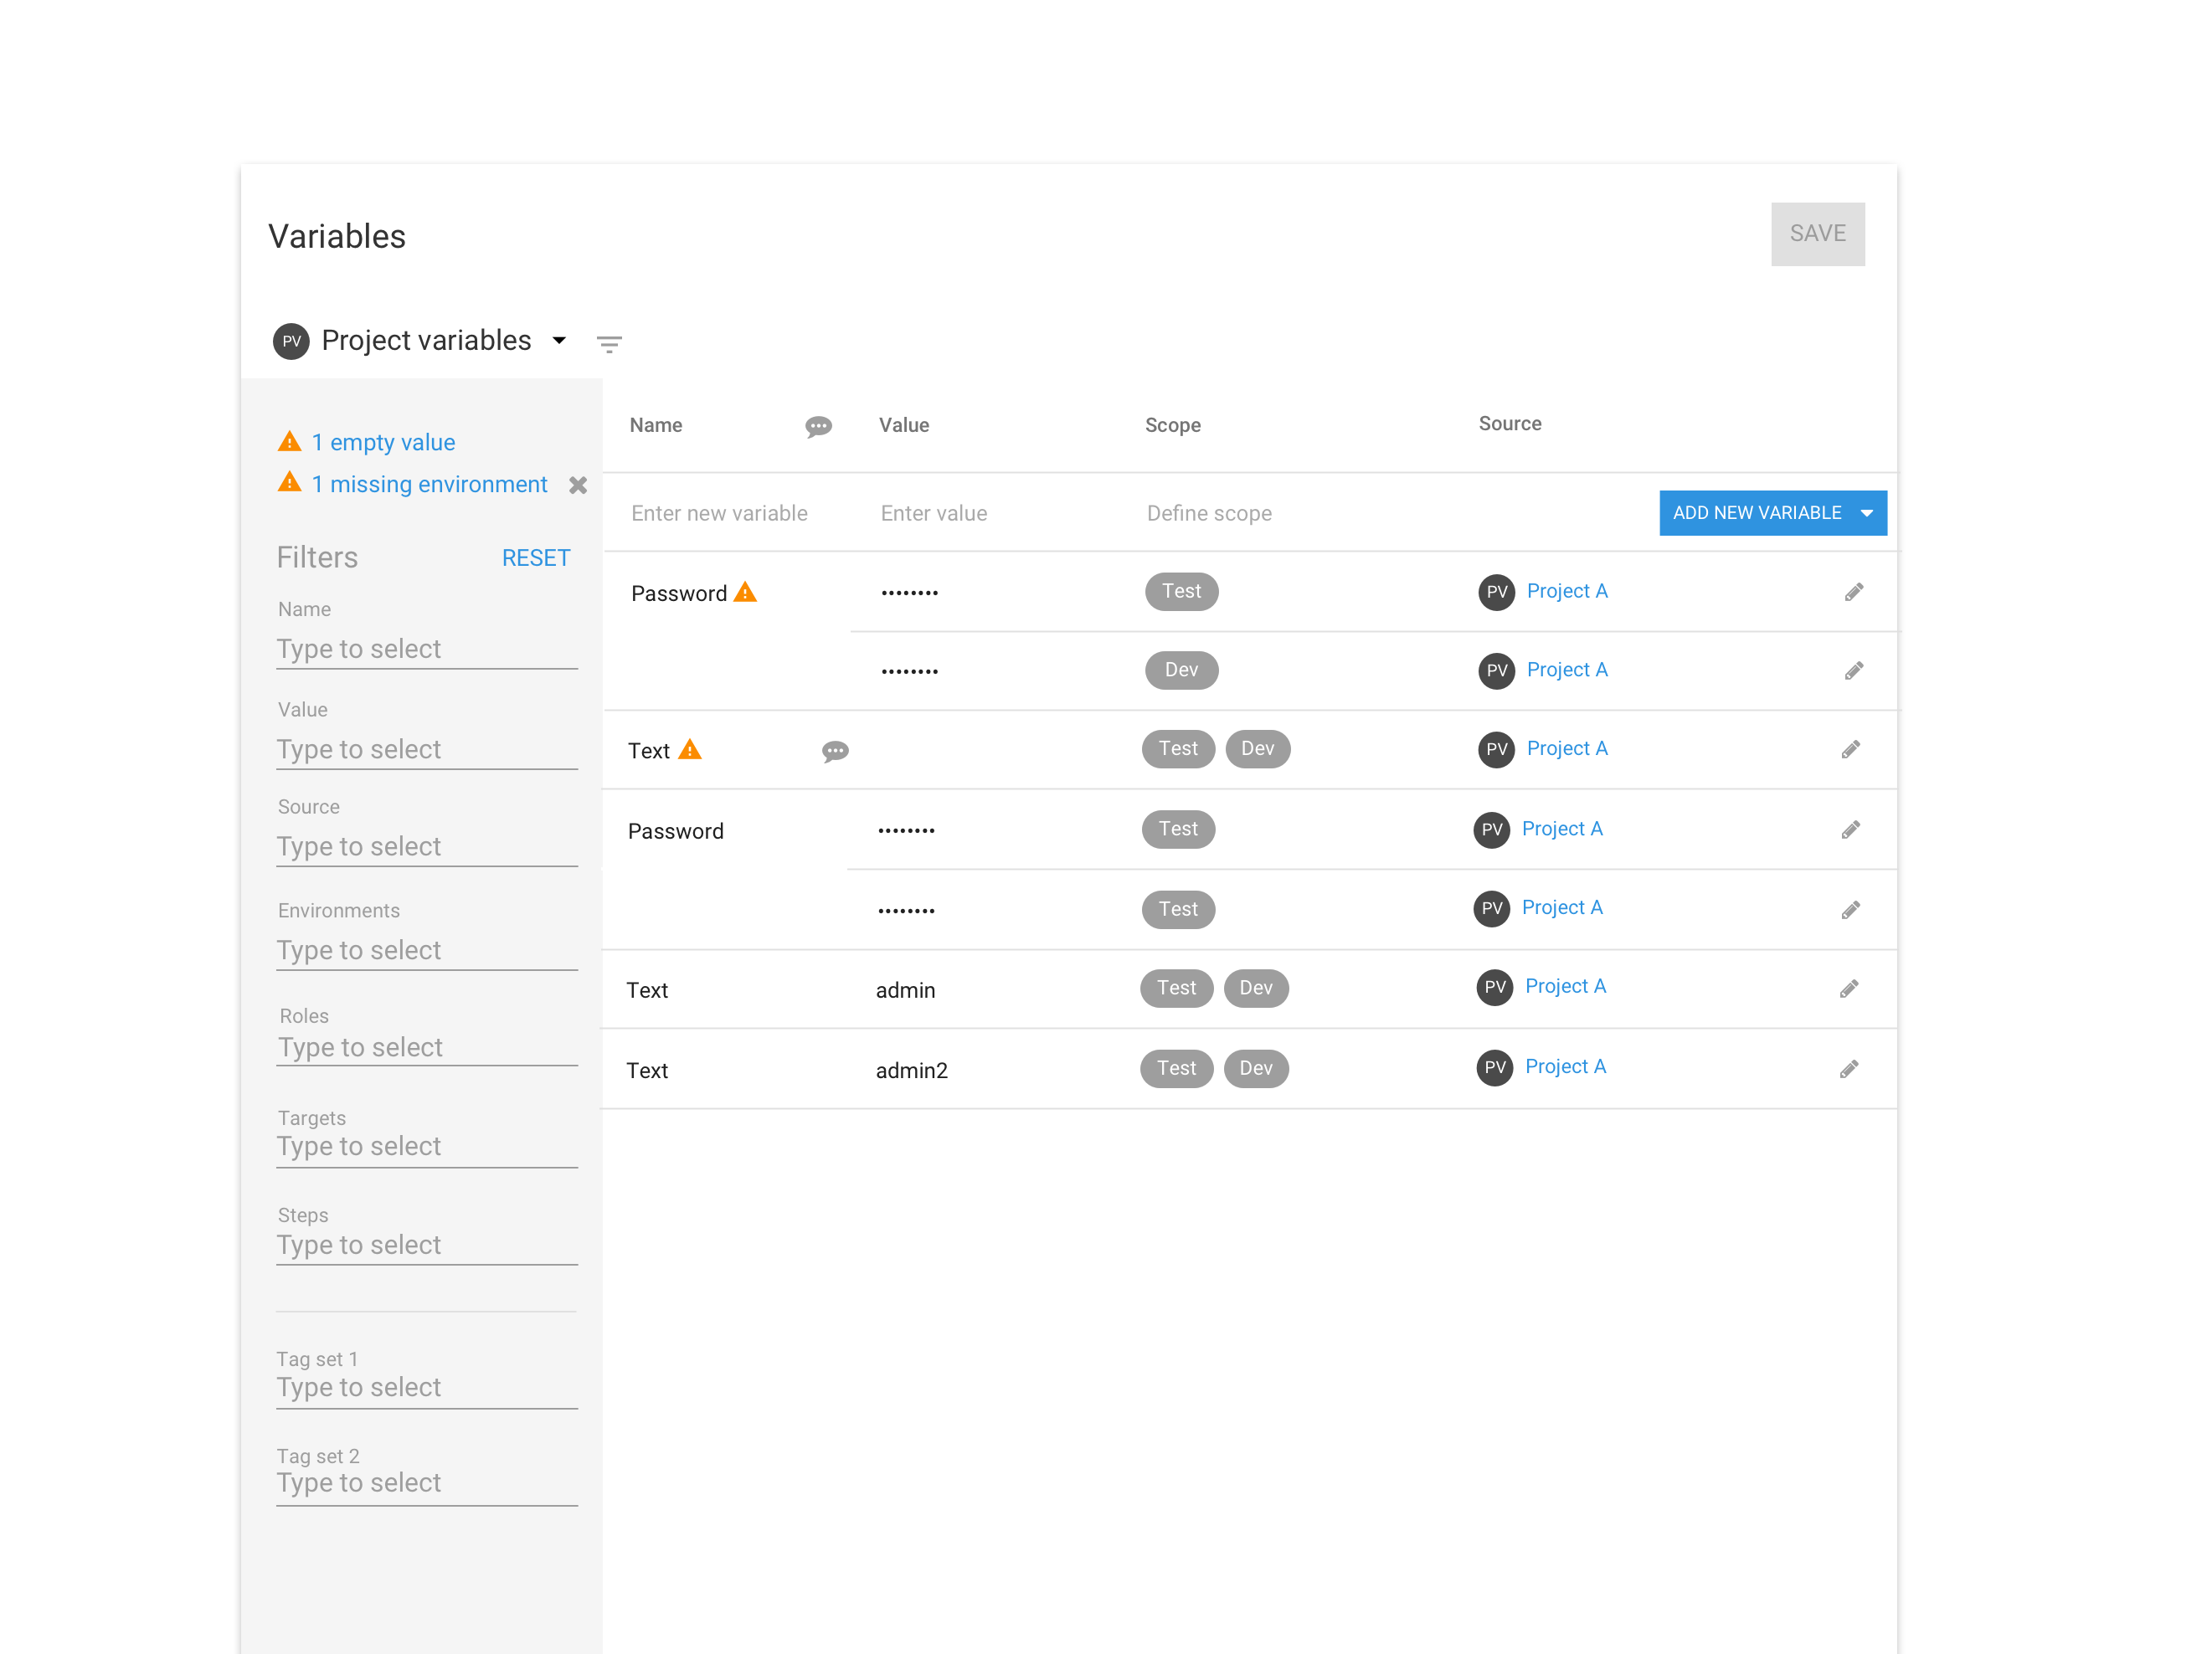 Variables
SAVE
PV Project variables
1 empty value
1 missing environment
Filters RESET
Name
Type to select
Value
Type to select
Source
Type to select
Environments
Type to select
Roles
Type to select
Targets
Type to select
Steps
Type to select
Tag set 1
Type to select
Tag set 2
Type to select
Name Value Scope Source
Enter new variable Enter value Define scope ADD NEW VARIABLE
Password •••••••• Test PV Project A
•••••••• Dev PV Project A
Text Test Dev PV Project A
Password •••••••• Test PV Project A
•••••••• Test PV Project A
Text admin Test Dev PV Project A
Text admin2 Test Dev PV Project A